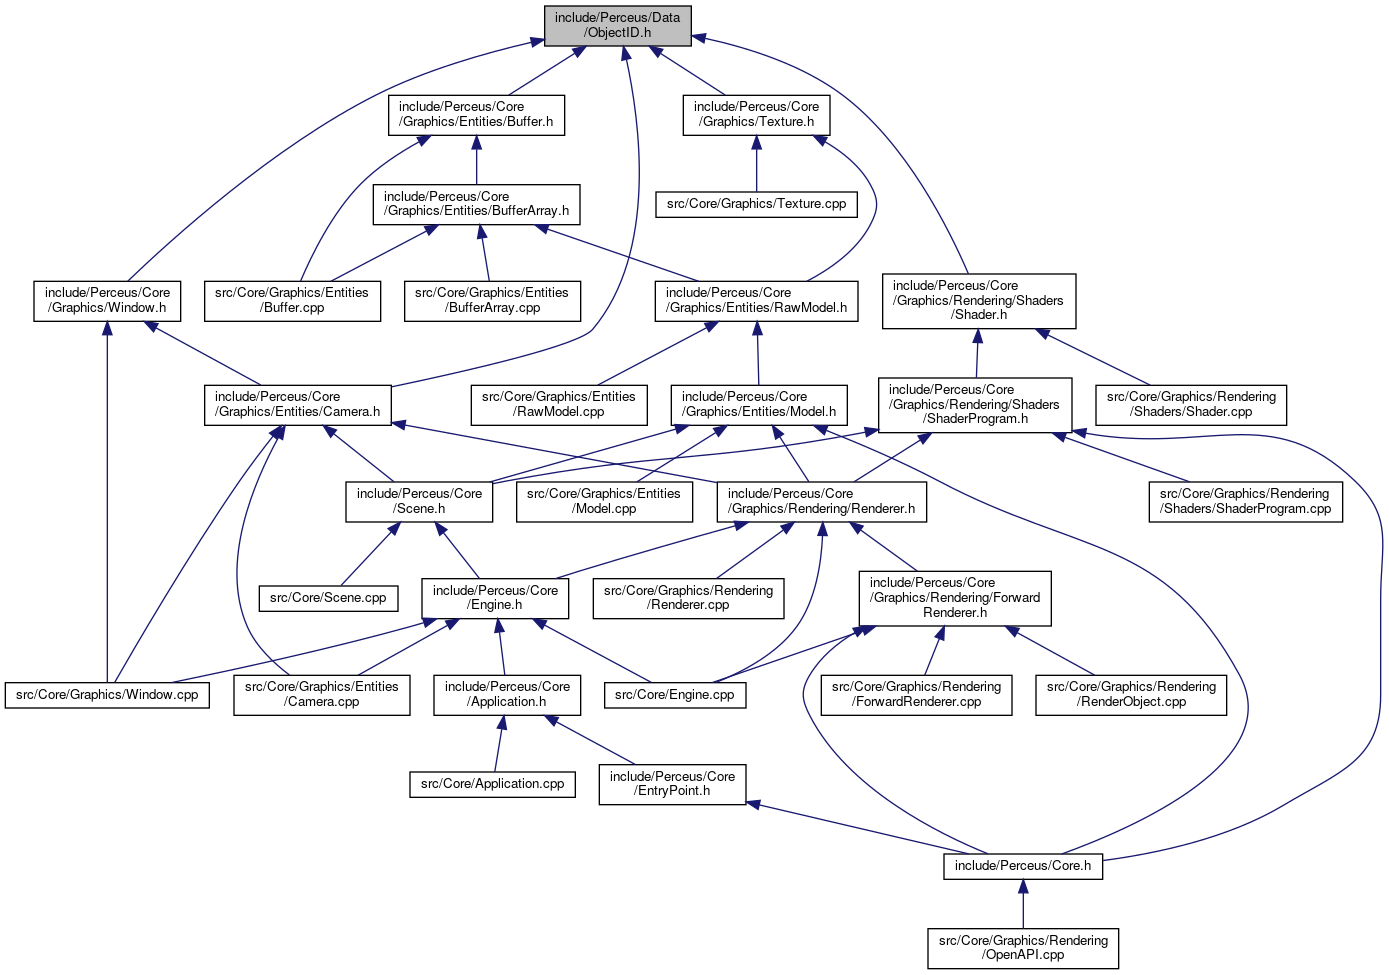 include/Perceus/Data
/ObjectID.h
include/Perceus/Core
/Graphics/Entities/Buffer.h
include/Perceus/Core
/Graphics/Texture.h
include/Perceus/Core
/Graphics/Entities/BufferArray.h
src/Core/Graphics/Texture.cpp
include/Perceus/Core
/Graphics/Window.h
src/Core/Graphics/Entities
/Buffer.cpp
src/Core/Graphics/Entities
/BufferArray.cpp
include/Perceus/Core
/Graphics/Entities/RawModel.h
include/Perceus/Core
/Graphics/Rendering/Shaders
/Shader.h
include/Perceus/Core
/Graphics/Entities/Camera.h
src/Core/Graphics/Entities
/RawModel.cpp
include/Perceus/Core
/Graphics/Entities/Model.h
include/Perceus/Core
/Graphics/Rendering/Shaders
/ShaderProgram.h
src/Core/Graphics/Rendering
/Shaders/Shader.cpp
include/Perceus/Core
/Scene.h
src/Core/Graphics/Entities
/Model.cpp
include/Perceus/Core
/Graphics/Rendering/Renderer.h
src/Core/Graphics/Rendering
/Shaders/ShaderProgram.cpp
src/Core/Scene.cpp
include/Perceus/Core
/Engine.h
src/Core/Graphics/Rendering
/Renderer.cpp
include/Perceus/Core
/Graphics/Rendering/Forward
Renderer.h
src/Core/Graphics/Window.cpp
src/Core/Graphics/Entities
/Camera.cpp
include/Perceus/Core
/Application.h
src/Core/Engine.cpp
src/Core/Graphics/Rendering
/ForwardRenderer.cpp
src/Core/Graphics/Rendering
/RenderObject.cpp
src/Core/Application.cpp
include/Perceus/Core
/EntryPoint.h
include/Perceus/Core.h
src/Core/Graphics/Rendering
/OpenAPI.cpp